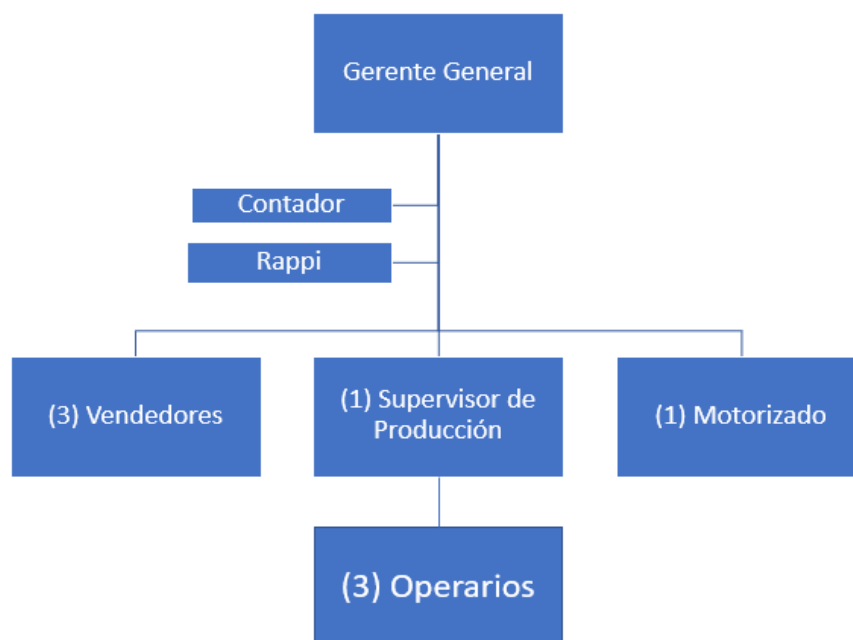 Gerente General
Contador
Rappi
(3) Vendedores
(1) Supervisor de
Producción
(1) Motorizado
(3) Operarios